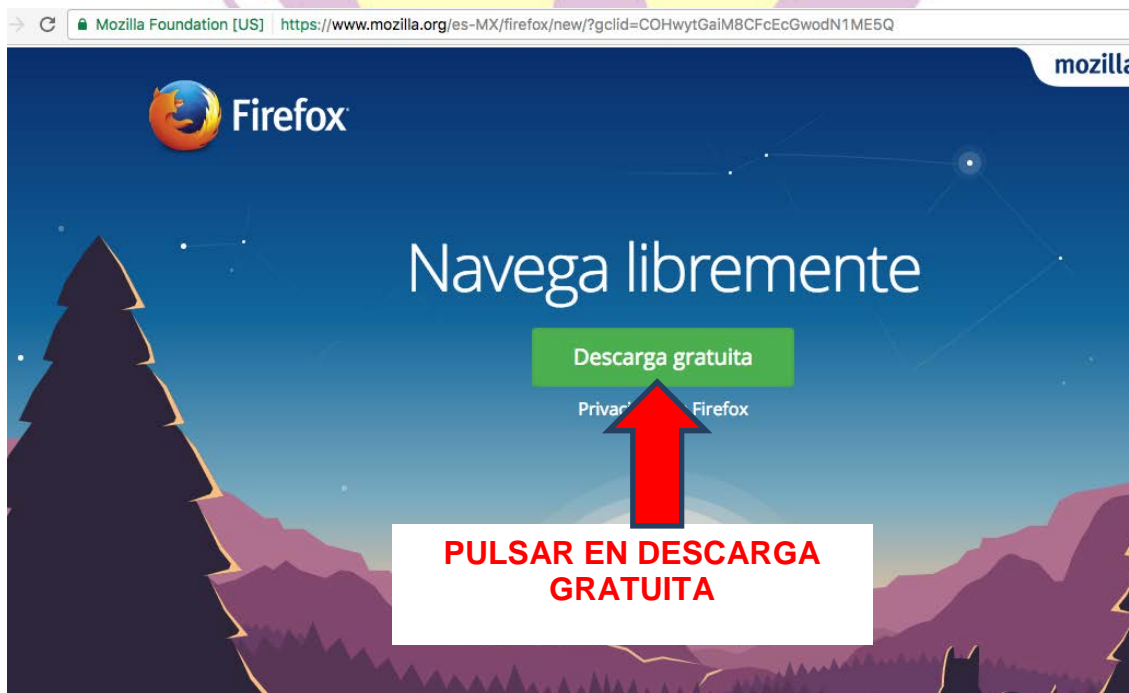 Mozilla Foundation [US] https://www.mozilla.org/es-MX/firefox/new/?gclid=COHwytGaiM8CFcEcGwodN1ME5Q
mozilla
Firefox
Navega libremente
Descarga gratuita
Firefox
PULSAR EN DESCARGA
GRATUITA